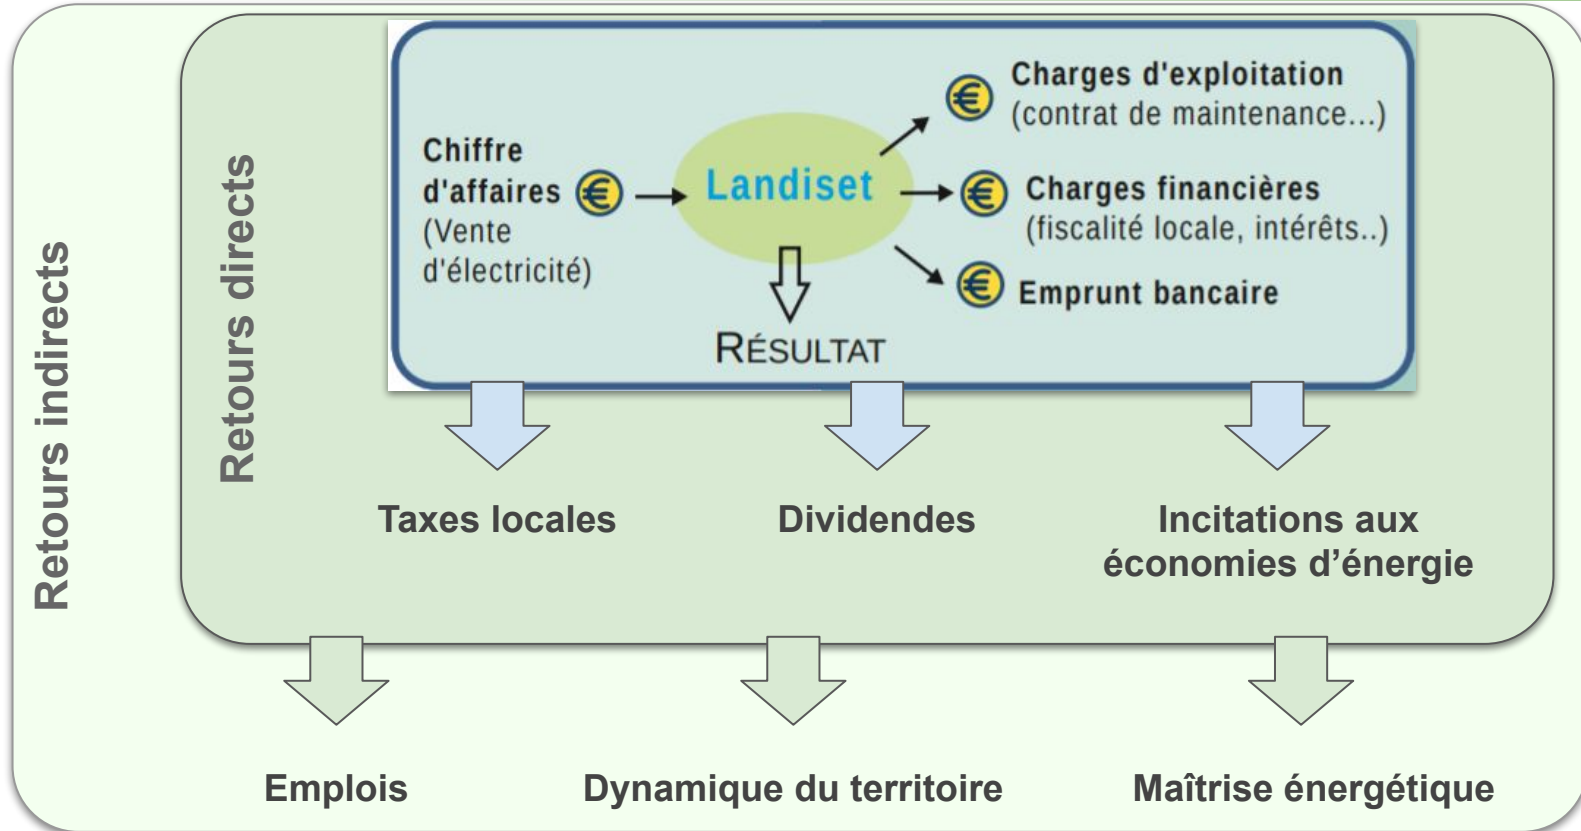 Retours indirects
Retours directs
Chiffre
d'affaires
(Vente
d'électricité)
Landiset
RÉSULTAT
Charges d'exploitation
(contrat de maintenance...)
Charges financières
(fiscalité locale, intérêts..)
Emprunt bancaire
Taxes locales
Dividendes
Incitations aux
économies d’énergie
Emplois
Dynamique du territoire
Maîtrise énergétique